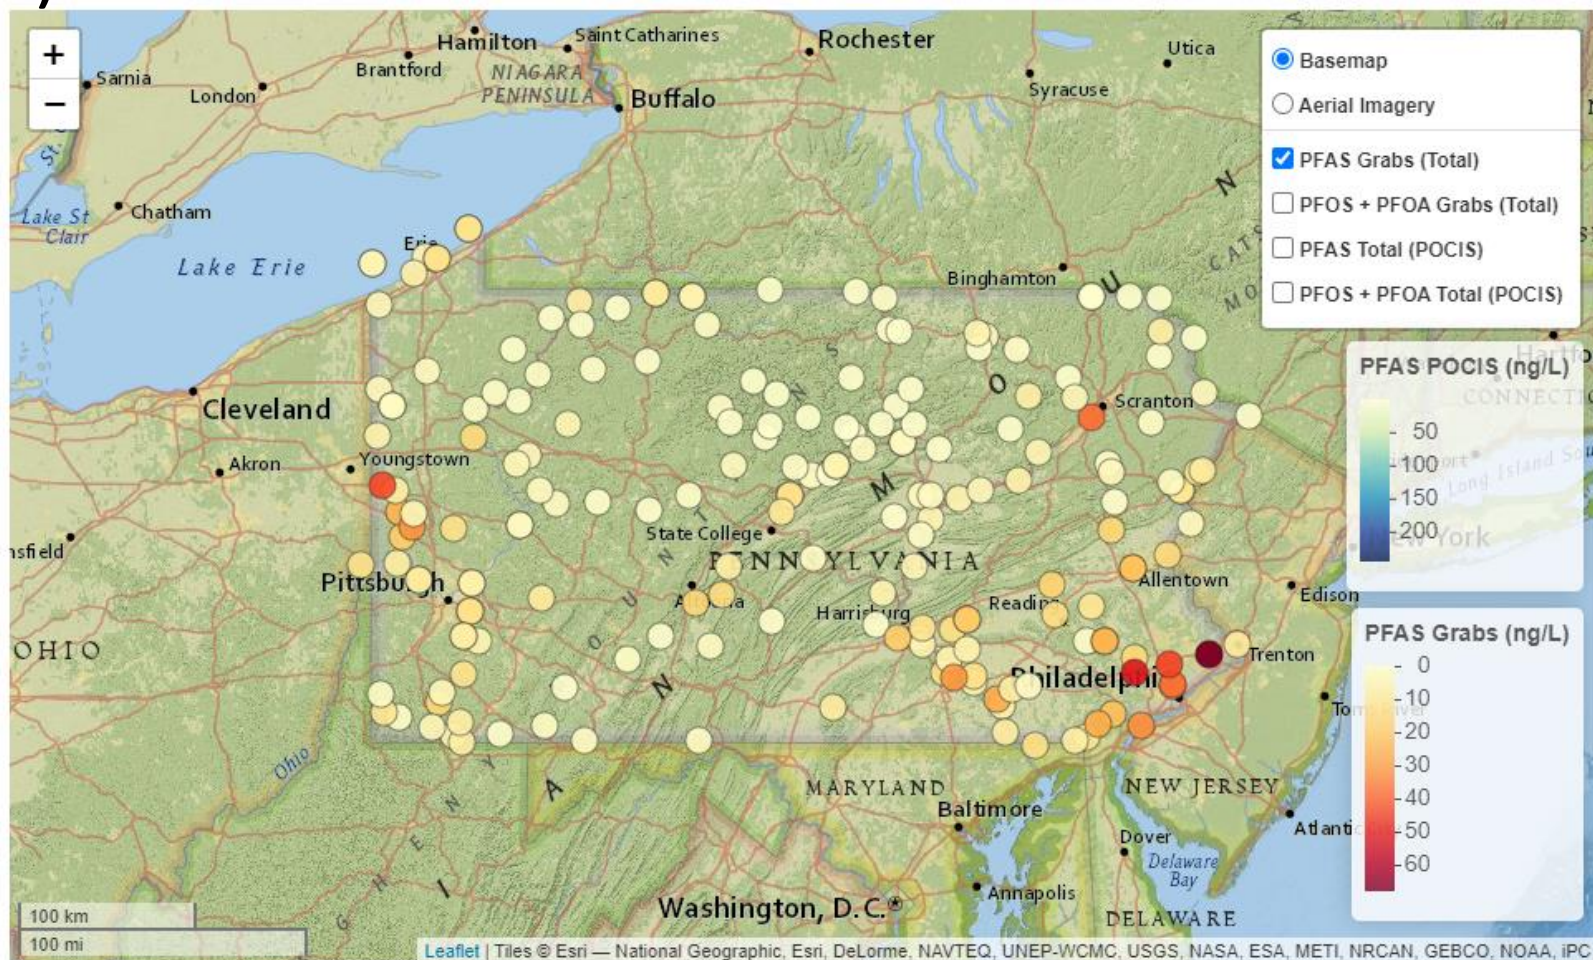 +
−
Sarnia
London
Brantford
Hamilton
Saint Catharines
NIAGARA
PENINSULA
Buffalo
Rochester
Syracuse
Utica
Chatham
Lake St
Clair
Lake Erie
Erie
Binghamton
Cleveland
Akron
Youngstown
Scranton
State College
PENNSYLVANIA
Pittsburgh
Harrisburg
Reading
Allentown
Edison
New York
Philadelphi
Trenton
OHIO
Ohio
MARYLAND
NEW JERSEY
Baltimore
Dover
Delaware
Bay
Atlantic
Annapolis
Washington, D.C.
DELAWARE
Basemap
Aerial Imagery
PFAS Grabs (Total)
PFOS + PFOA Grabs (Total)
PFAS Total (POCIS)
PFOS + PFOA Total (POCIS)
PFAS POCIS (ng/L)
50
100
150
200
PFAS Grabs (ng/L)
0
10
20
30
40
50
60
100 km
100 mi
Leaflet | Tiles © Esri — National Geographic, Esri, DeLorme, NAVTEQ, UNEP-WCMC, USGS, NASA, ESA, METI, NRCAN, GEBCO, NOAA, iPC